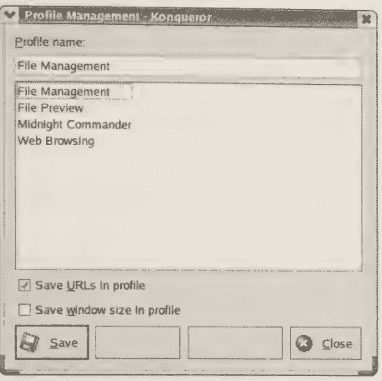 Profile Management - Konqueror
Profile name:
File Management
File Management
File Preview
Midnight Commander
Web Browsing
Save URLs in profile
Save window size in profile
Save
Close